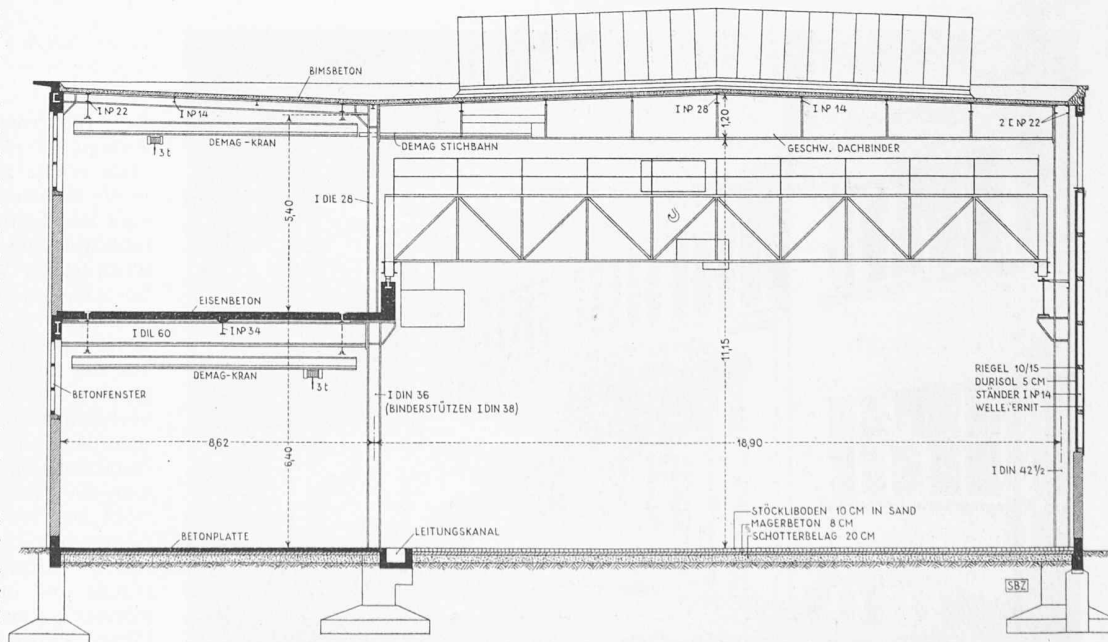 BIMSBETON
I NP 22
I NP 14
DEMAG-KRAN
3t
DEMAG STICHBAHN
I NP 28
1,20
I NP 14
GESCHW. DACHBINDER
2 [ NP 22
I DIE 28
5,40
EISENBETON
I DIL 60
I NP 34
DEMAG-KRAN
3t
BETONFENSTER
I DIN 36
(BINDERSTÜTZEN I DIN 38)
11,15
RIEGEL 10/15
DURISOL 5 CM
STÄNDER I NP 14
WELLETERNIT
8,62
6,40
18,90
I DIN 42½
STÖCKLIBODEN 10 CM IN SAND
MAGERBETON 8 CM
SCHOTTERBELAG 20 CM
BETONPLATTE
LEITUNGSKANAL
SBZ